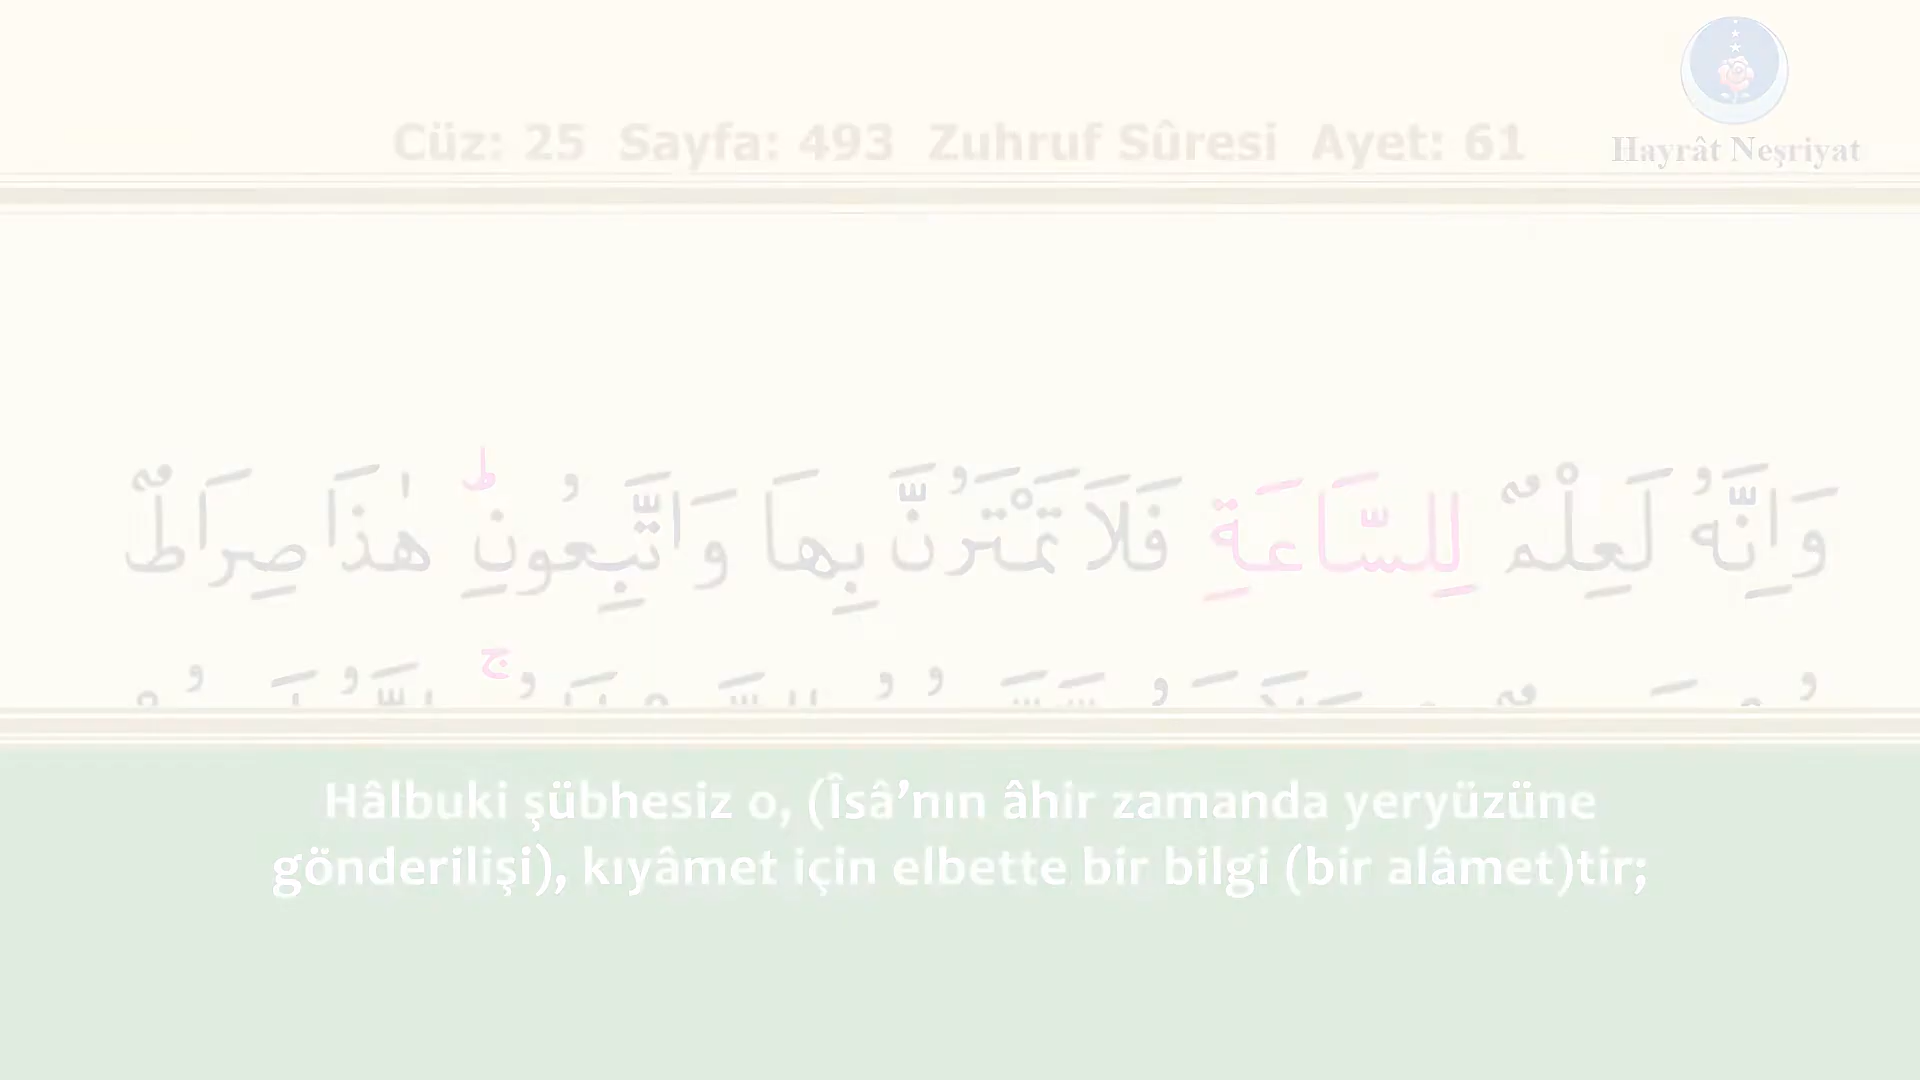 Cüz: 25 Sayfa: 493 Zuhruf Sûresi Ayet: 61
Hayrât Neşriyat
وَاِنَّهُ لَعِلْمٌ لِلسَّاعَةِ فَلَا تَمْتَرُنَّ بِهَا وَاتَّبِعُونِ ط هٰذَا صِرَاطٌ
ج
Hâlbuki şübhesiz o, (Îsâ’nın âhir zamanda yeryüzüne
gönderilişi), kıyâmet için elbette bir bilgi (bir alâmet)tir;